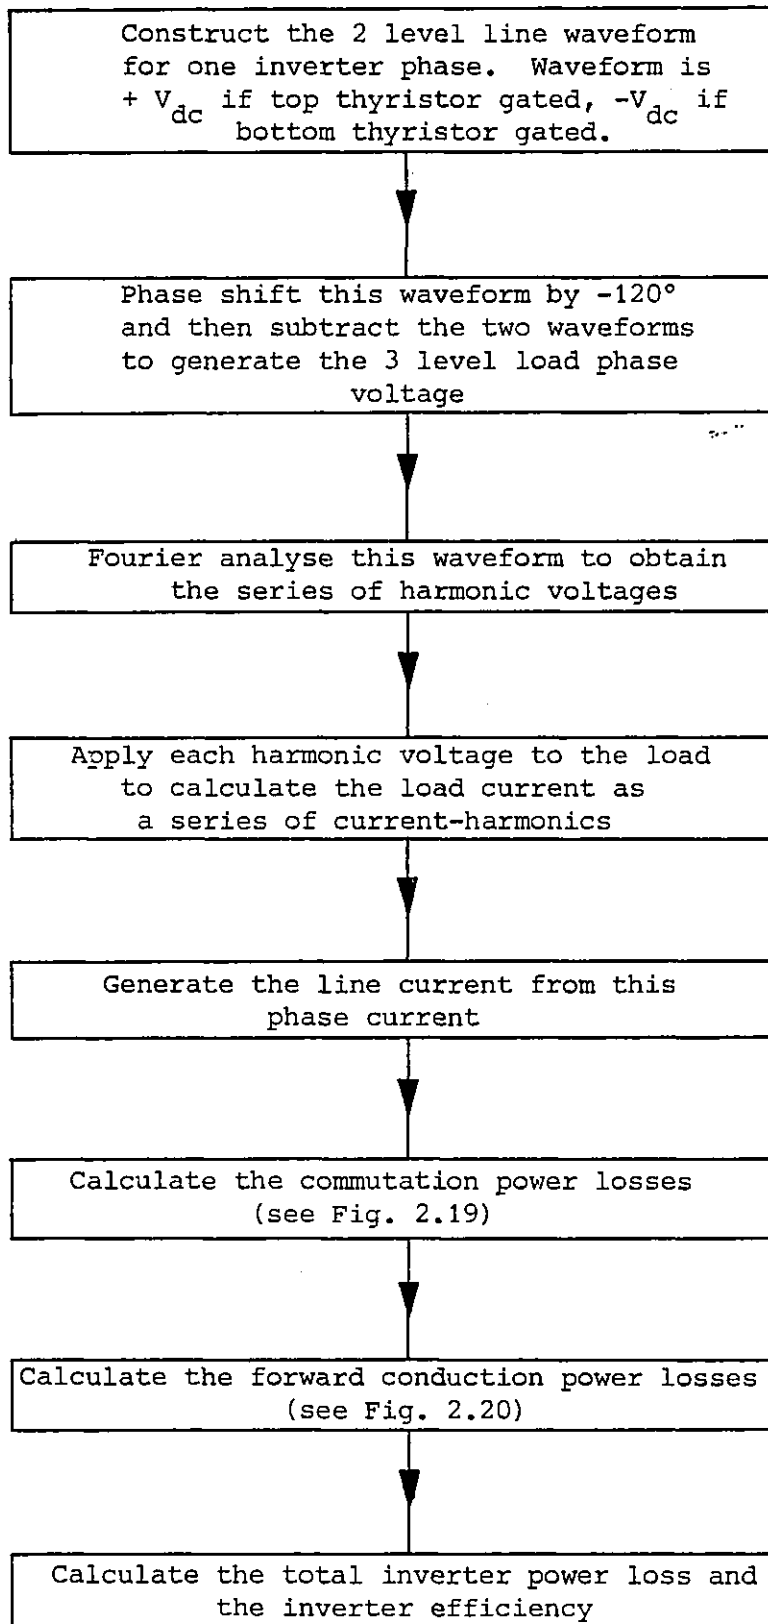 Construct the 2 level line waveform
for one inverter phase. Waveform is
+ Vdc if top thyristor gated, -Vdc if
bottom thyristor gated.
Phase shift this waveform by -120°
and then subtract the two waveforms
to generate the 3 level load phase
voltage
Fourier analyse this waveform to obtain
the series of harmonic voltages
Apply each harmonic voltage to the load
to calculate the load current as
a series of current-harmonics
Generate the line current from this
phase current
Calculate the commutation power losses
(see Fig. 2.19)
Calculate the forward conduction power losses
(see Fig. 2.20)
Calculate the total inverter power loss and
the inverter efficiency